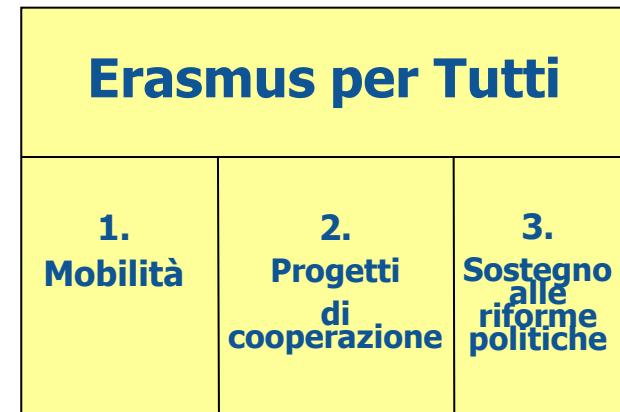 Erasmus per Tutti
1.
Mobilità
2.
Progetti
di
cooperazione
3.
Sostegno
alle
riforme
politiche